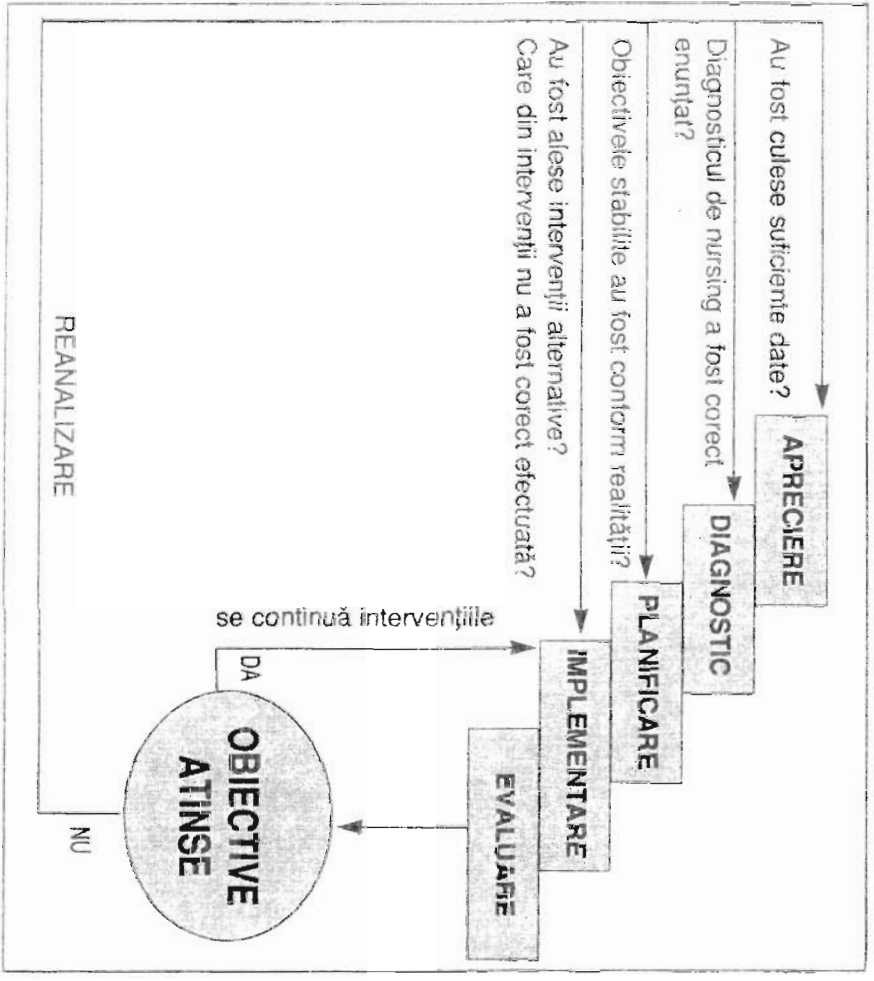 APRECIERE
Au fost culese suficiente date?
DIAGNOSTIC
Diagnosticul de nursing a fost corect
enunțat?
PLANIFICARE
Obiectivele stabilite au fost conform realității?
IMPLEMENTARE
Au fost alese intervenții alternative?
Care din intervenții nu a fost corect efectuată?
EVALUARE
se continuă intervențiile
DA
OBIECTIVE
ATINSE
NU
REANALIZARE